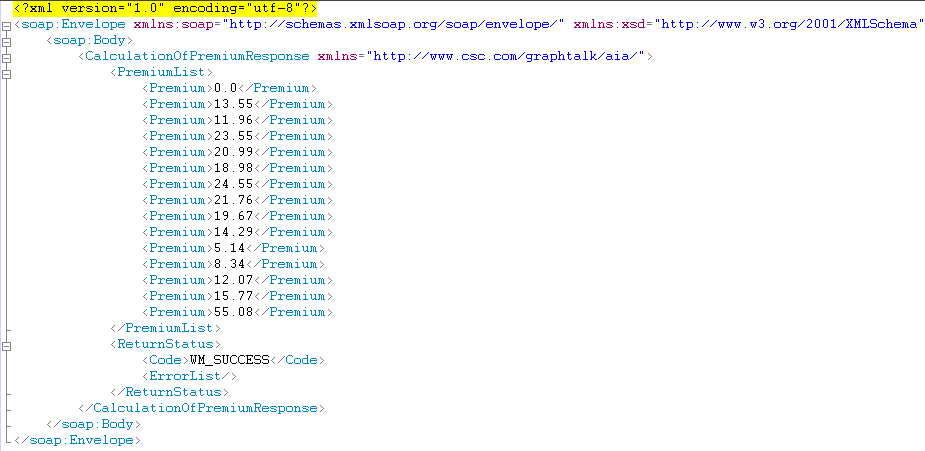 <?xml version="1.0" encoding="utf-8"?>
<soap:Envelope xmlns:soap="http://schemas.xmlsoap.org/soap/envelope/" xmlns:xsd="http://www.w3.org/2001/XMLSchema"
<soap:Body>
<CalculationOfPremiumResponse xmlns="http://www.csc.com/graphtalk/aia/">
<PremiumList>
<Premium>0.0</Premium>
<Premium>13.55</Premium>
<Premium>11.96</Premium>
<Premium>23.55</Premium>
<Premium>20.99</Premium>
<Premium>18.98</Premium>
<Premium>24.55</Premium>
<Premium>21.76</Premium>
<Premium>19.67</Premium>
<Premium>14.29</Premium>
<Premium>5.14</Premium>
<Premium>8.34</Premium>
<Premium>12.07</Premium>
<Premium>15.77</Premium>
<Premium>55.08</Premium>
</PremiumList>
<ReturnStatus>
<Code>WM_SUCCESS</Code>
<ErrorList/>
</ReturnStatus>
</CalculationOfPremiumResponse>
</soap:Body>
</soap:Envelope>